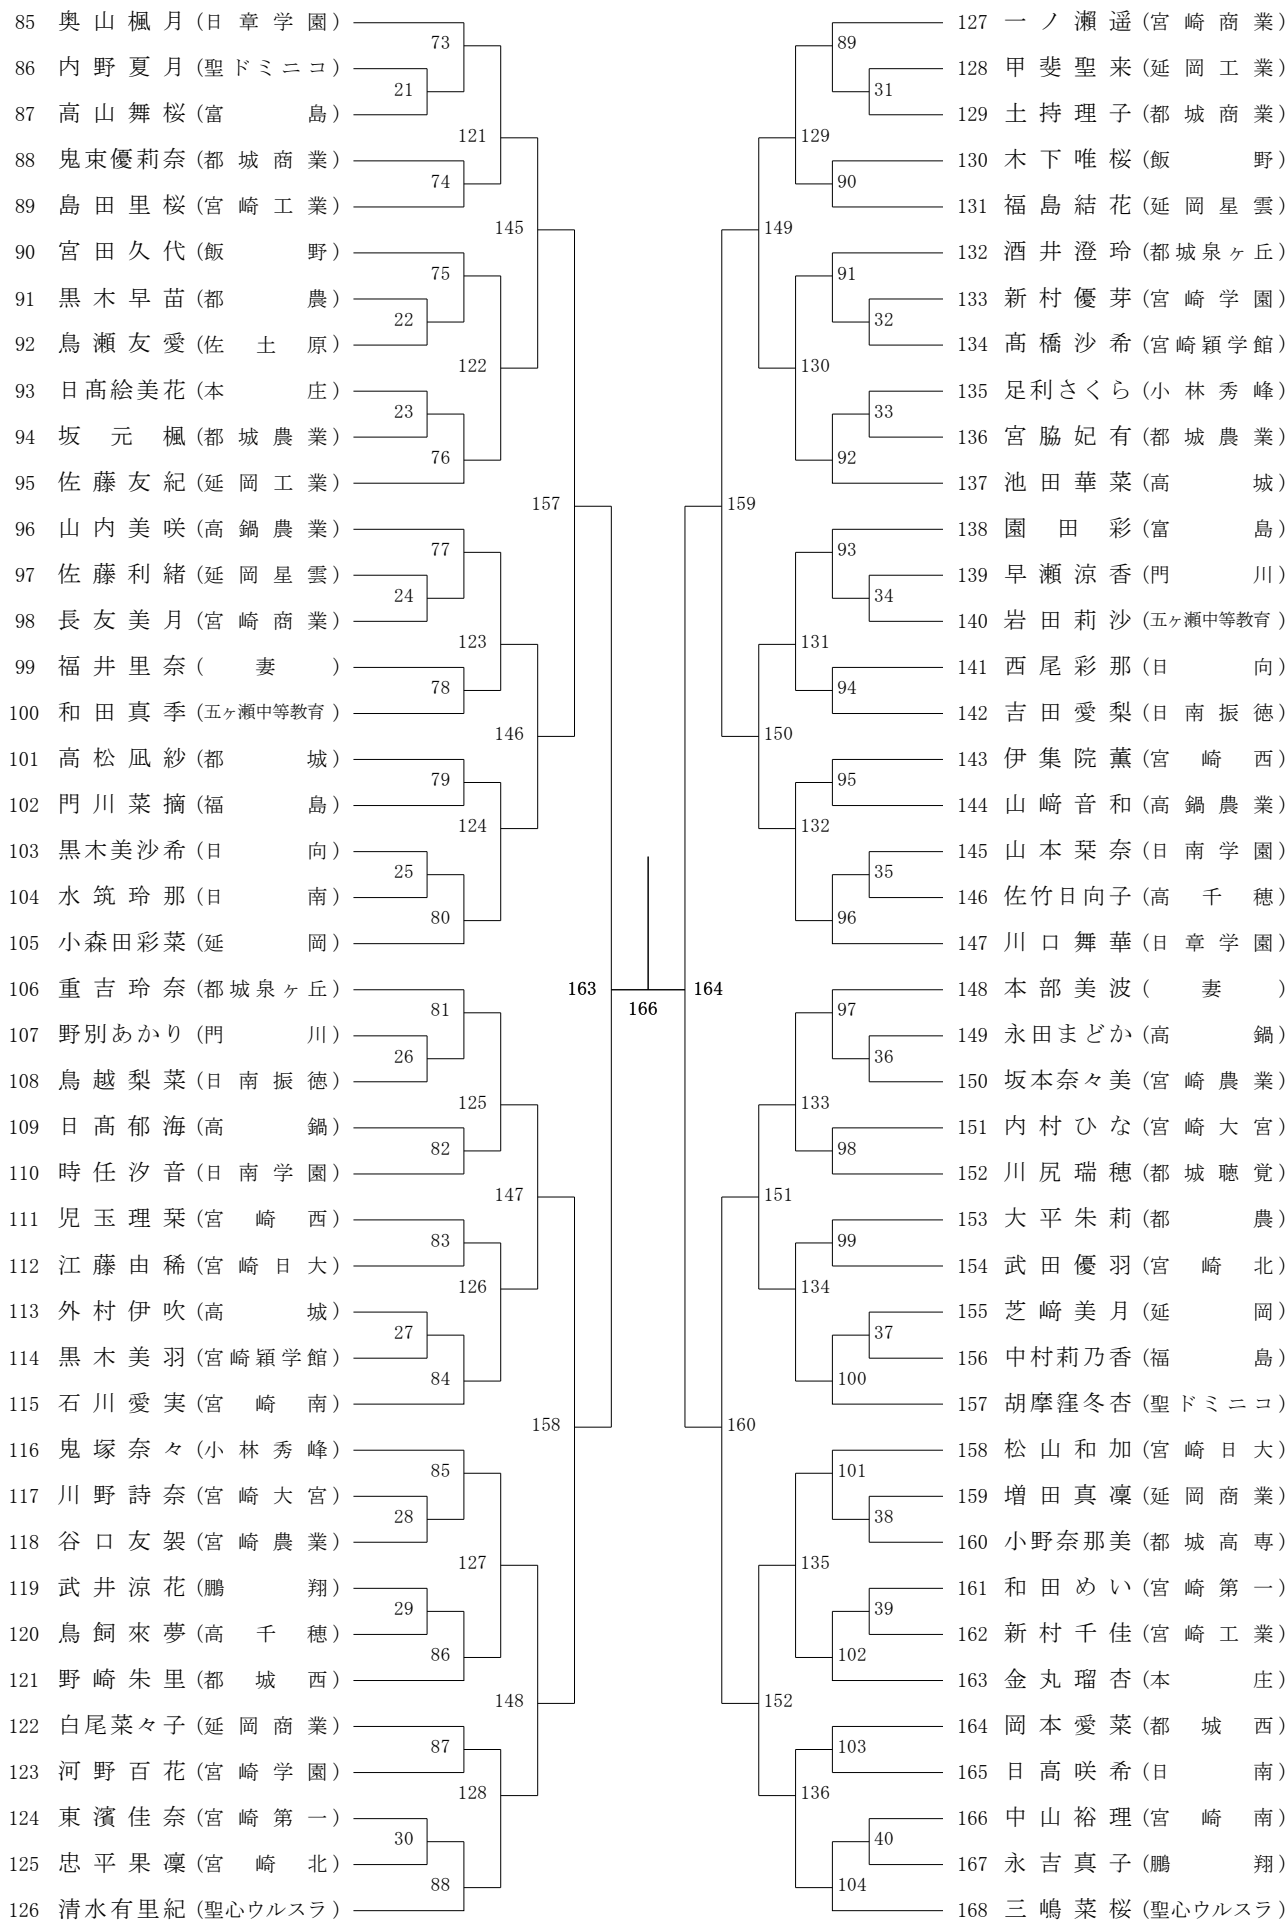 85 奥山楓月 (日章学園)
86 内野夏月 (聖ドミニコ)
87 高山舞桜 (富島)
88 鬼束優莉奈 (都城商業)
89 島田里桜 (宮崎工業)
90 宮田久代 (飯野)
91 黒木早苗 (都農)
92 鳥瀬友愛 (佐土原)
93 日髙絵美花 (本庄)
94 坂元楓 (都城農業)
95 佐藤友紀 (延岡工業)
96 山内美咲 (高鍋農業)
97 佐藤利緒 (延岡星雲)
98 長友美月 (宮崎商業)
99 福井里奈 (妻)
100 和田真季 (五ヶ瀬中等教育)
101 高松凪紗 (都城)
102 門川菜摘 (福島)
103 黒木美沙希 (日向)
104 水筑玲那 (日南)
105 小森田彩菜 (延岡)
106 重吉玲奈 (都城泉ヶ丘)
107 野別あかり (門川)
108 鳥越梨菜 (日南振徳)
109 日髙郁海 (高鍋)
110 時任汐音 (日南学園)
111 児玉理栞 (宮崎西)
112 江藤由稀 (宮崎日大)
113 外村伊吹 (高城)
114 黒木美羽 (宮崎穎学館)
115 石川愛実 (宮崎南)
116 鬼塚奈々 (小林秀峰)
117 川野詩奈 (宮崎大宮)
118 谷口友袈 (宮崎農業)
119 武井涼花 (鵬翔)
120 鳥飼來夢 (高千穂)
121 野崎朱里 (都城西)
122 白尾菜々子 (延岡商業)
123 河野百花 (宮崎学園)
124 東濱佳奈 (宮崎第一)
125 忠平果凜 (宮崎北)
126 清水有里紀 (聖心ウルスラ)
73
21
121
74
145
75
22
122
23
76
157
77
24
123
78
146
79
124
25
80
163
81
26
125
82
147
83
126
27
84
158
85
28
127
29
86
148
87
128
30
88
166
164
89
31
129
90
149
91
32
130
33
92
159
93
34
131
94
150
95
132
35
96
97
36
133
98
151
99
134
37
100
160
101
38
135
39
102
152
103
136
40
104
127 一ノ瀬遥 (宮崎商業)
128 甲斐聖来 (延岡工業)
129 土持理子 (都城商業)
130 木下唯桜 (飯野)
131 福島結花 (延岡星雲)
132 酒井澄玲 (都城泉ヶ丘)
133 新村優芽 (宮崎学園)
134 髙橋沙希 (宮崎穎学館)
135 足利さくら (小林秀峰)
136 宮脇妃有 (都城農業)
137 池田華菜 (高城)
138 園田彩 (富島)
139 早瀬涼香 (門川)
140 岩田莉沙 (五ヶ瀬中等教育)
141 西尾彩那 (日向)
142 吉田愛梨 (日南振徳)
143 伊集院薫 (宮崎西)
144 山﨑音和 (高鍋農業)
145 山本栞奈 (日南学園)
146 佐竹日向子 (高千穂)
147 川口舞華 (日章学園)
148 本部美波 (妻)
149 永田まどか (高鍋)
150 坂本奈々美 (宮崎農業)
151 内村ひな (宮崎大宮)
152 川尻瑞穂 (都城聴覚)
153 大平朱莉 (都農)
154 武田優羽 (宮崎北)
155 芝﨑美月 (延岡)
156 中村莉乃香 (福島)
157 胡摩窪冬杏 (聖ドミニコ)
158 松山和加 (宮崎日大)
159 増田真凜 (延岡商業)
160 小野奈那美 (都城高専)
161 和田めい (宮崎第一)
162 新村千佳 (宮崎工業)
163 金丸瑠杏 (本庄)
164 岡本愛菜 (都城西)
165 日高咲希 (日南)
166 中山裕理 (宮崎南)
167 永吉真子 (鵬翔)
168 三嶋菜桜 (聖心ウルスラ)